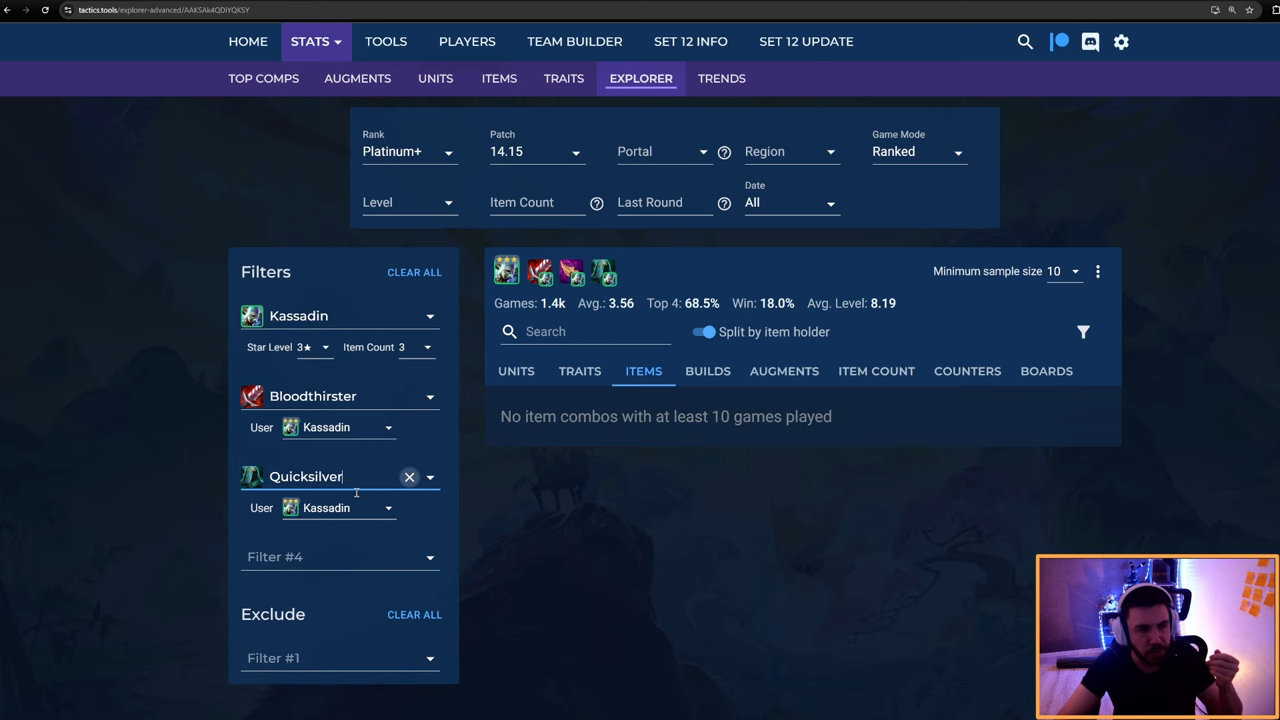 tactics.tools/explorer-advanced/AAKSAk4QDiYQKSY
HOME STATS TOOLS PLAYERS TEAM BUILDER SET 12 INFO SET 12 UPDATE
TOP COMPS AUGMENTS UNITS ITEMS TRAITS EXPLORER TRENDS
Rank Patch Game Mode
Platinum+ 14.15 Portal Region Ranked
Date
Level Item Count Last Round All
Filters CLEAR ALL
Kassadin
Star Level 3★ Item Count 3
Bloodthirster
User Kassadin
Quicksilver
User Kassadin
Filter #4
Exclude CLEAR ALL
Filter #1
Minimum sample size 10
Games: 1.4k Avg.: 3.56 Top 4: 68.5% Win: 18.0% Avg. Level: 8.19
Search Split by item holder
UNITS TRAITS ITEMS BUILDS AUGMENTS ITEM COUNT COUNTERS BOARDS
No item combos with at least 10 games played